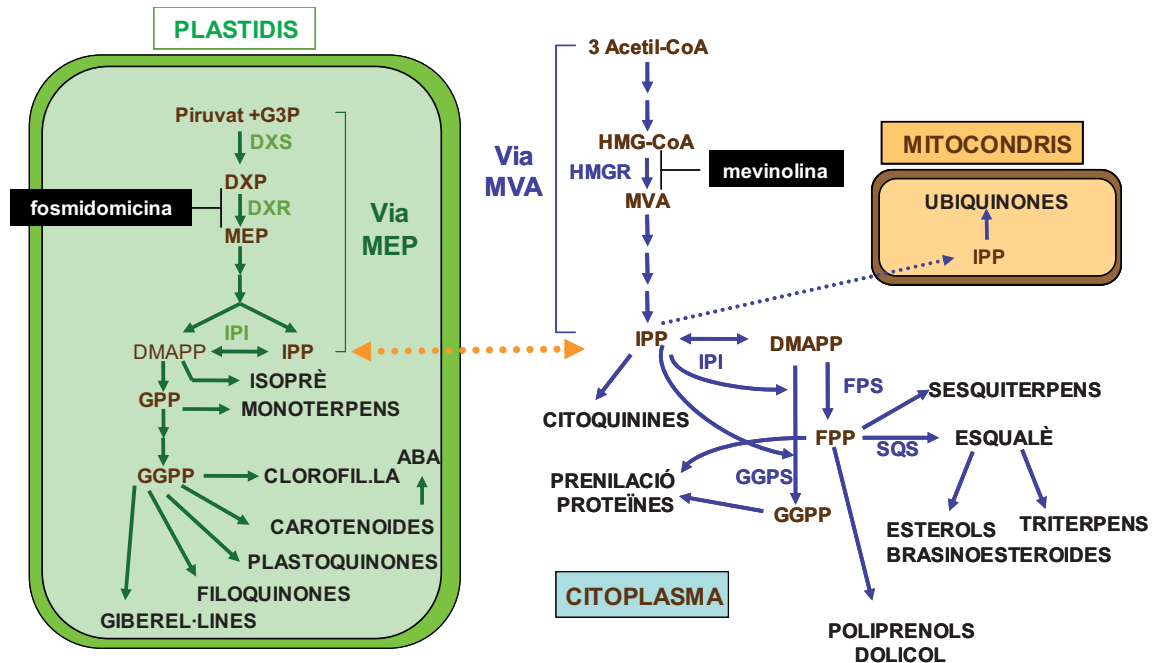 PLASTIDIS
Piruvat +G3P
DXS
DXP
fosmidomicina
DXR
MEP
Via
MEP
IPI
DMAPP
IPP
ISOPRÈ
GPP
MONOTERPENS
ABA
GGPP
CLOROFIL.LA
CAROTENOIDES
PLASTOQUINONES
FILOQUINONES
GIBEREL·LINES
3 Acetil-CoA
HMG-CoA
Via
MVA
HMGR
mevinolina
MVA
MITOCONDRIS
UBIQUINONES
IPP
IPP
IPI
DMAPP
FPS
SESQUITERPENS
CITOQUININES
FPP
SQS
ESQUALÈ
PRENILACIÓ
PROTEÏNES
GGPS
GGPP
ESTEROLS
BRASINOESTEROIDES
TRITERPENS
CITOPLASMA
POLIPRENOLS
DOLICOL